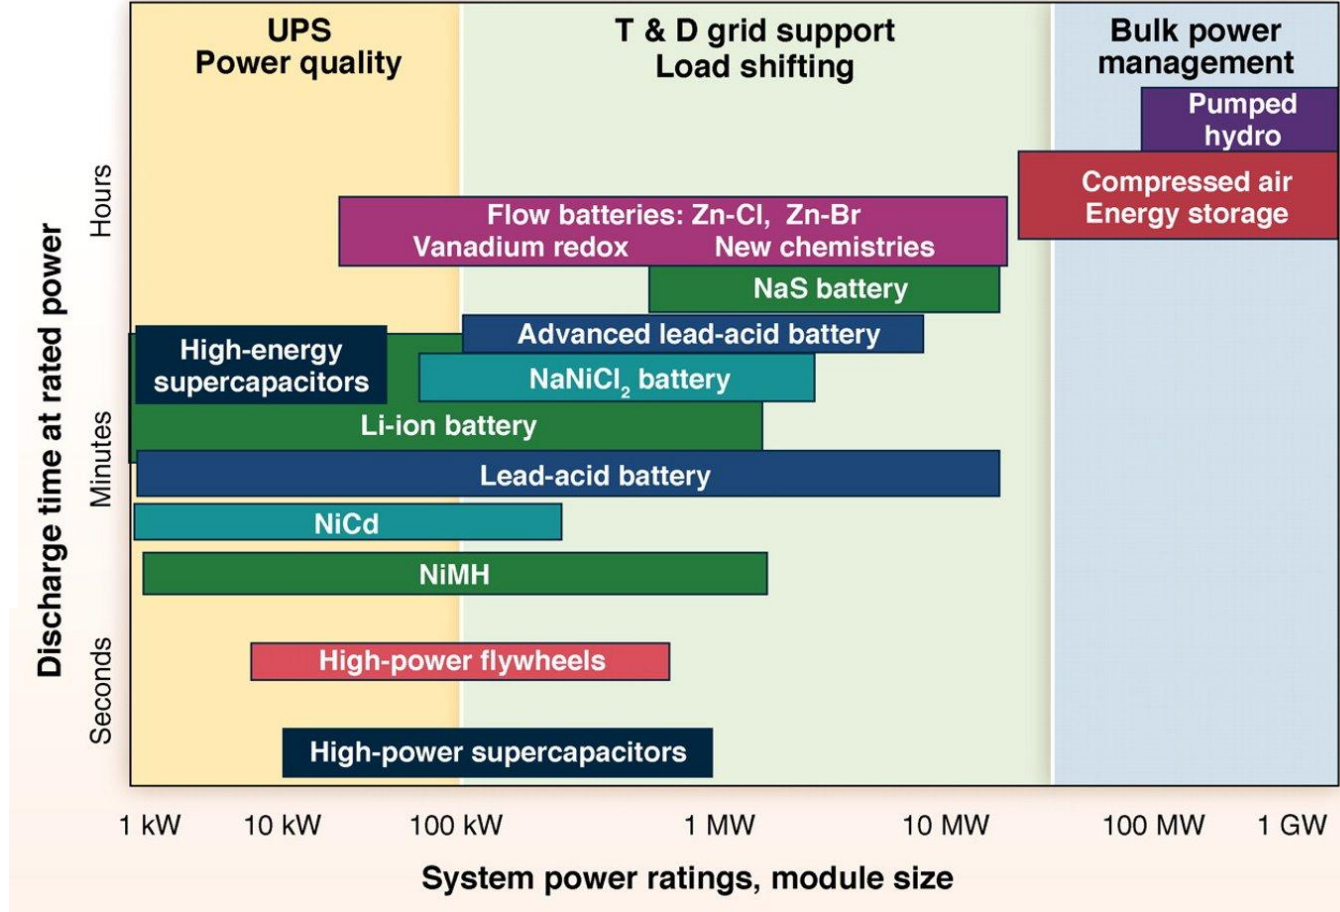 UPS
Power quality
T & D grid support
Load shifting
Bulk power
management
Pumped
hydro
Compressed air
Energy storage
Flow batteries: Zn-Cl, Zn-Br
Vanadium redox New chemistries
NaS battery
Advanced lead-acid battery
High-energy
supercapacitors
NaNiCl₂ battery
Li-ion battery
Lead-acid battery
NiCd
NiMH
High-power flywheels
High-power supercapacitors
Discharge time at rated power
Hours
Minutes
Seconds
1 kW 10 kW 100 kW 1 MW 10 MW 100 MW 1 GW
System power ratings, module size